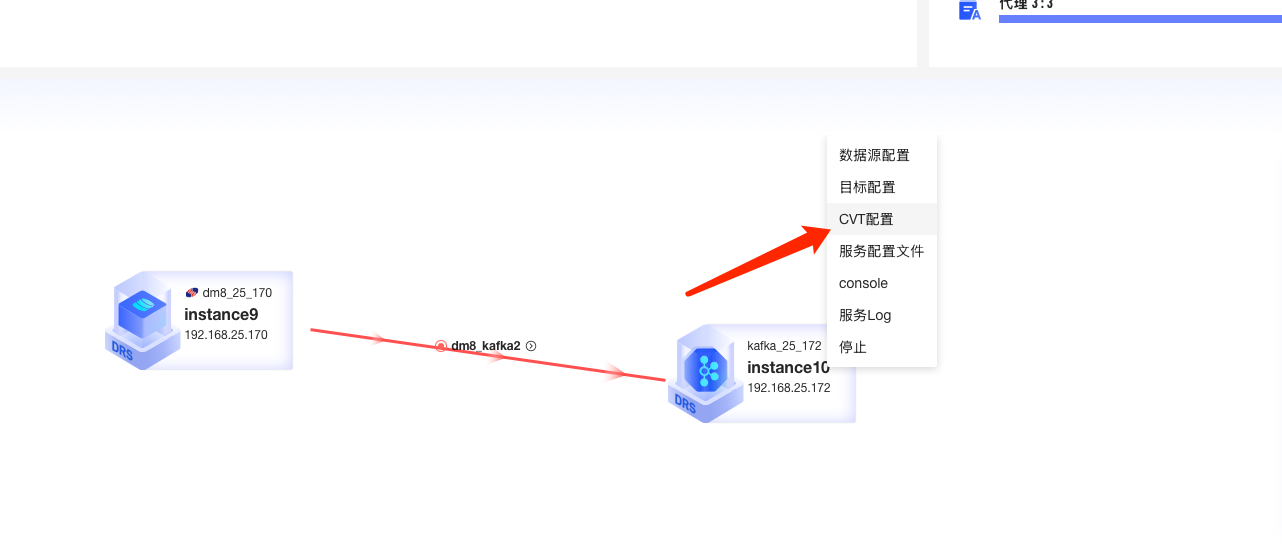 代理 3:3
数据源配置
目标配置
CVT配置
服务配置文件
console
服务Log
停止
dm8_25_170
instance9
192.168.25.170
DRS
dm8_kafka2
kafka_25_172
instance10
192.168.25.172
DRS